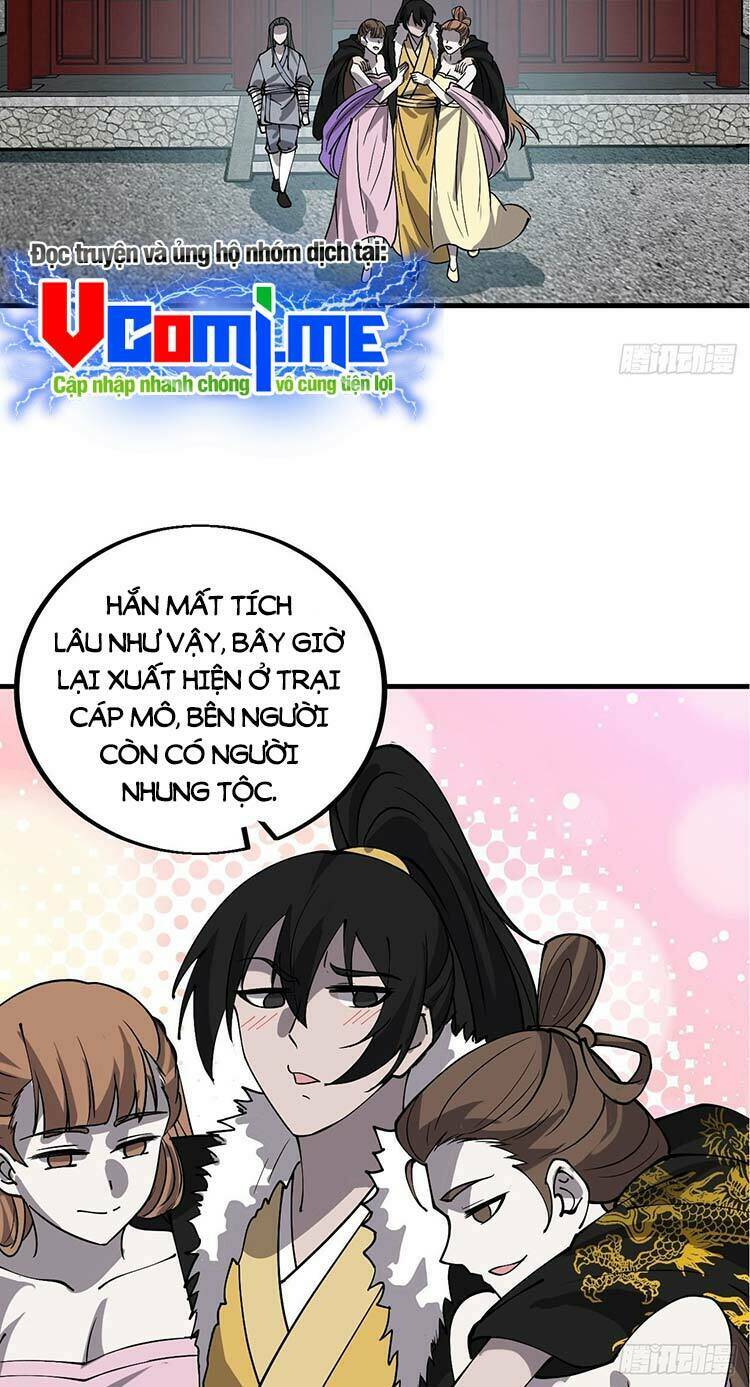 Đọc truyện và ủng hộ nhóm dịch tại:
VComi.me
Cập nhập nhanh chóng vô cùng tiện lợi
腾讯动漫
HẮN MẤT TÍCH
LÂU NHƯ VẬY, BÂY GIỜ
LẠI XUẤT HIỆN Ở TRẠI
CÁP MÔ, BÊN NGƯỜI
CÒN CÓ NGƯỜI
NHUNG TỘC.
腾讯动漫